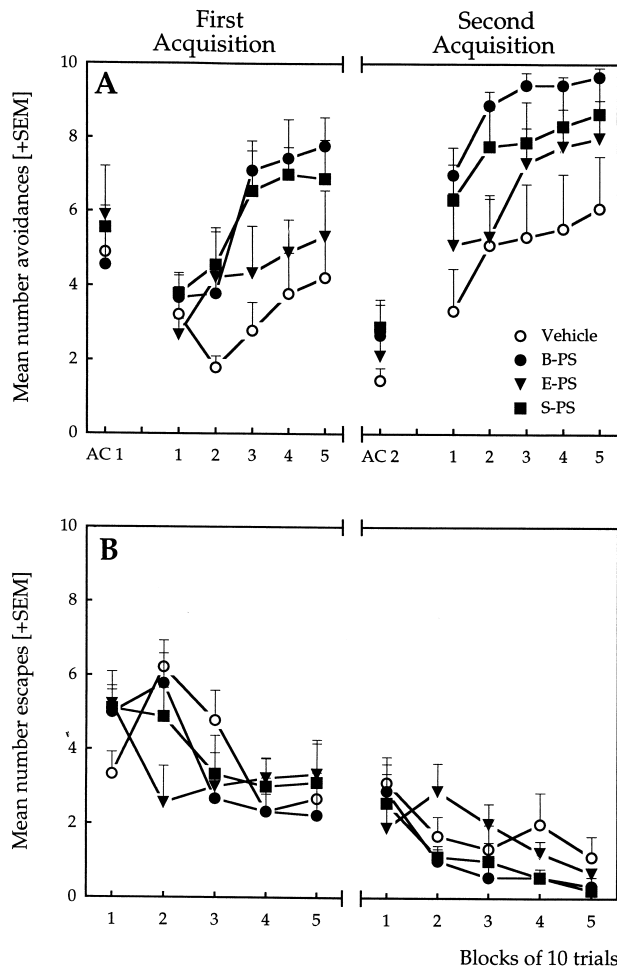 First
Acquisition
Second
Acquisition
A
Mean number avoidances [+SEM]
10
8
6
4
2
0
Vehicle
B-PS
E-PS
S-PS
AC 1
1
2
3
4
5
AC 2
1
2
3
4
5
B
Mean number escapes [+SEM]
10
8
6
4
2
0
1
2
3
4
5
1
2
3
4
5
Blocks of 10 trials